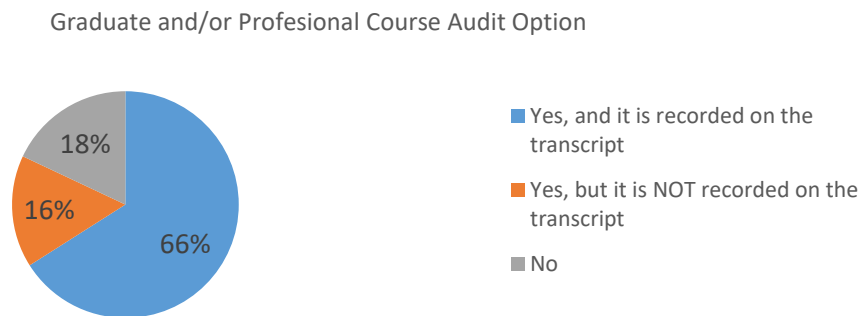 Graduate and/or Profesional Course Audit Option
18%
16%
66%
Yes, and it is recorded on the
transcript
Yes, but it is NOT recorded on the
transcript
No